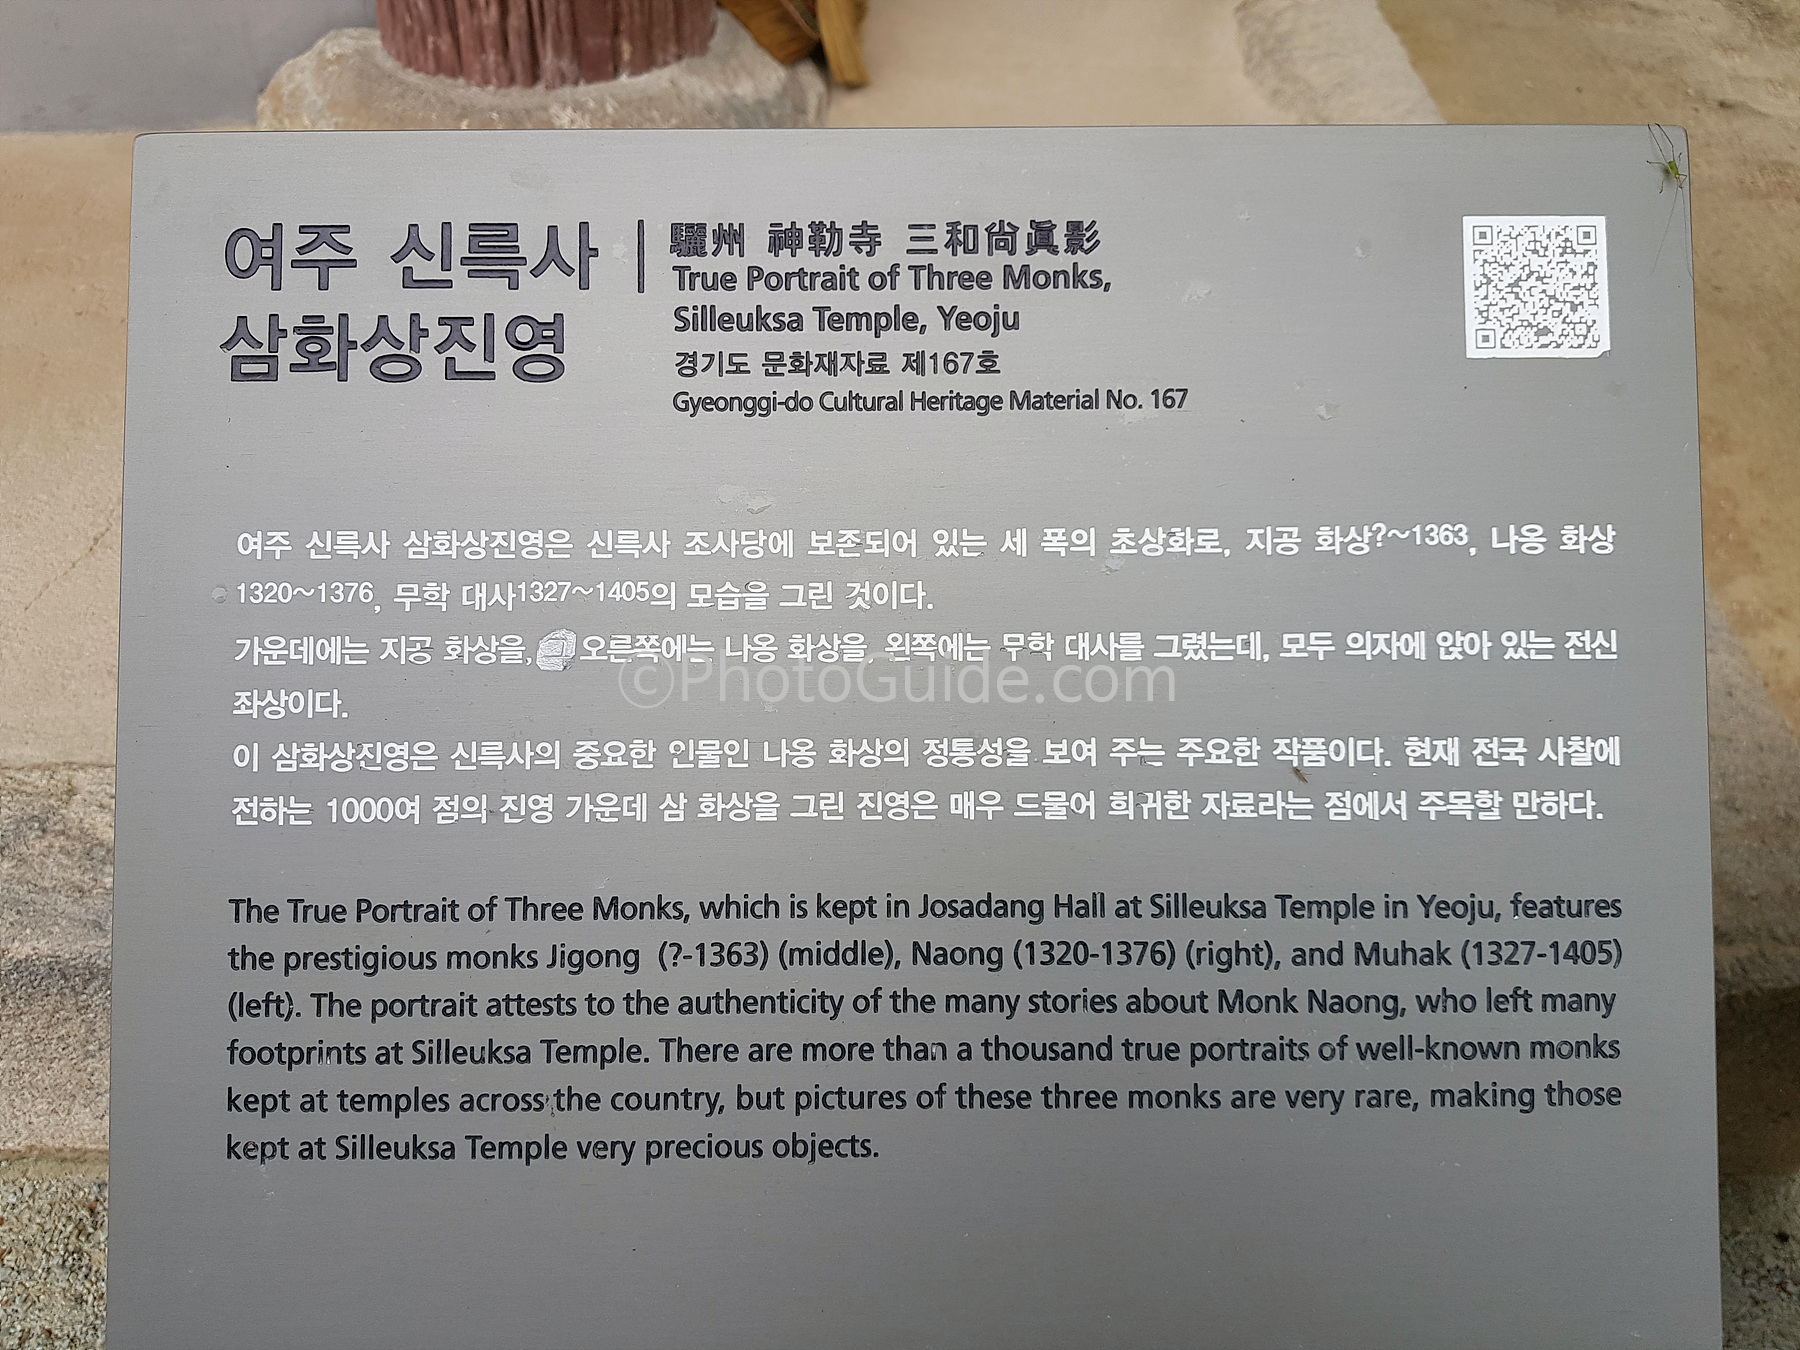 여주 신륵사
삼화상진영
驪州 神勒寺 三和尙眞影
True Portrait of Three Monks,
Silleuksa Temple, Yeoju
경기도 문화재자료 제167호
Gyeonggi-do Cultural Heritage Material No. 167
여주 신륵사 삼화상진영은 신륵사 조사당에 보존되어 있는 세 폭의 초상화로, 지공 화상?~1363, 나옹 화상
1320~1376, 무학 대사1327~1405의 모습을 그린 것이다.
가운데에는 지공 화상을, 오른쪽에는 나옹 화상을, 왼쪽에는 무학 대사를 그렸는데, 모두 의자에 앉아 있는 전신
좌상이다.
©PhotoGuide.com
이 삼화상진영은 신륵사의 중요한 인물인 나옹 화상의 정통성을 보여 주는 주요한 작품이다. 현재 전국 사찰에
전하는 1000여 점의 진영 가운데 삼 화상을 그린 진영은 매우 드물어 희귀한 자료라는 점에서 주목할 만하다.
The True Portrait of Three Monks, which is kept in Josadang Hall at Silleuksa Temple in Yeoju, features
the prestigious monks Jigong (?-1363) (middle), Naong (1320-1376) (right), and Muhak (1327-1405)
(left). The portrait attests to the authenticity of the many stories about Monk Naong, who left many
footprints at Silleuksa Temple. There are more than a thousand true portraits of well-known monks
kept at temples across the country, but pictures of these three monks are very rare, making those
kept at Silleuksa Temple very precious objects.